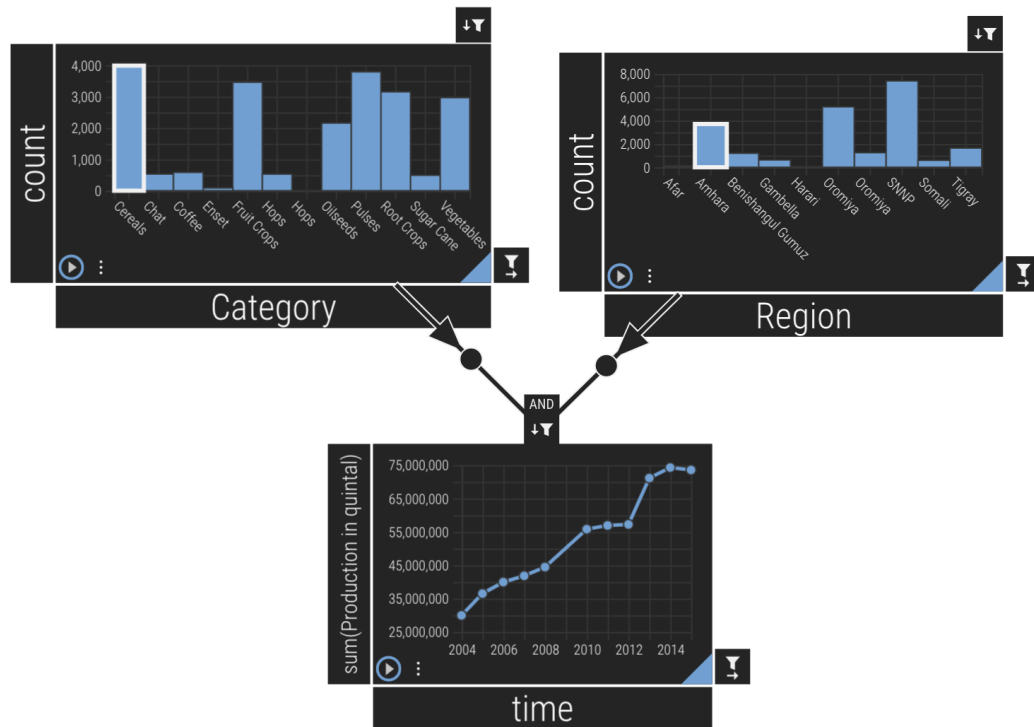 count
4,000
3,000
2,000
1,000
0
Cereals
Chat
Coffee
Enset
Fruit Crops
Hops
Hops
Oilseeds
Pulses
Root Crops
Sugar Cane
Vegetables
Category
count
8,000
6,000
4,000
2,000
0
Afar
Amhara
Benishangul Gumuz
Gambella
Harari
Oromiya
Oromiya
SNNP
Somali
Tigray
Region
AND
sum(Production in quintal)
75,000,000
65,000,000
55,000,000
45,000,000
35,000,000
25,000,000
2004 2006 2008 2010 2012 2014
time